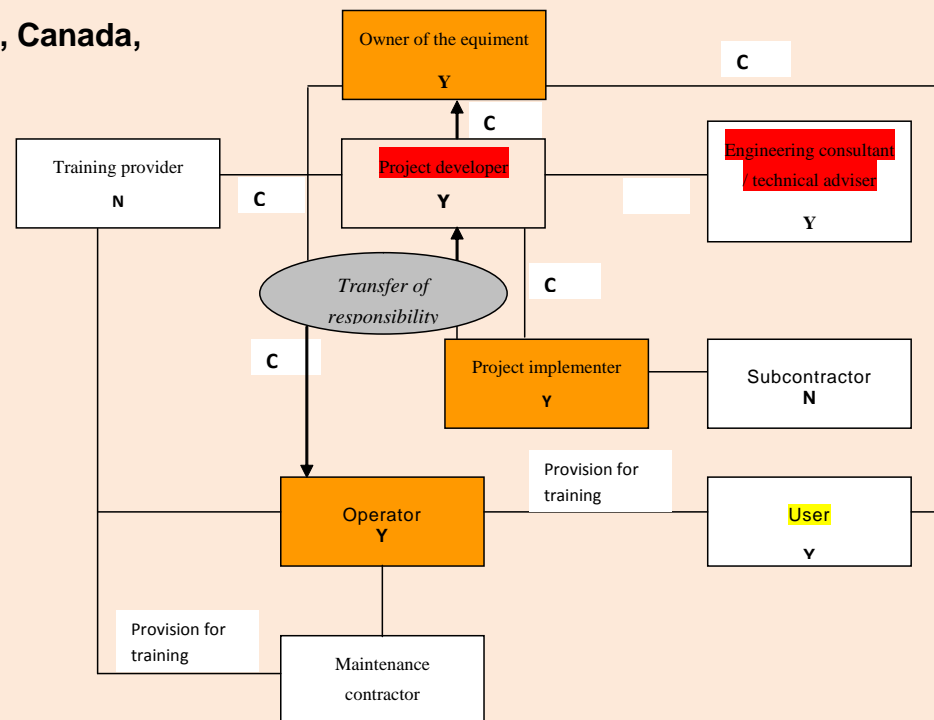 , Canada,
Owner of the equiment
Y
C
C
Training provider
N
Project developer
Y
Engineering consultant
/ technical adviser
Y
C
Transfer of
responsibility
C
C
Project implementer
Y
Subcontractor
N
Provision for
training
Operator
Y
User
Y
Provision for
training
Maintenance
contractor